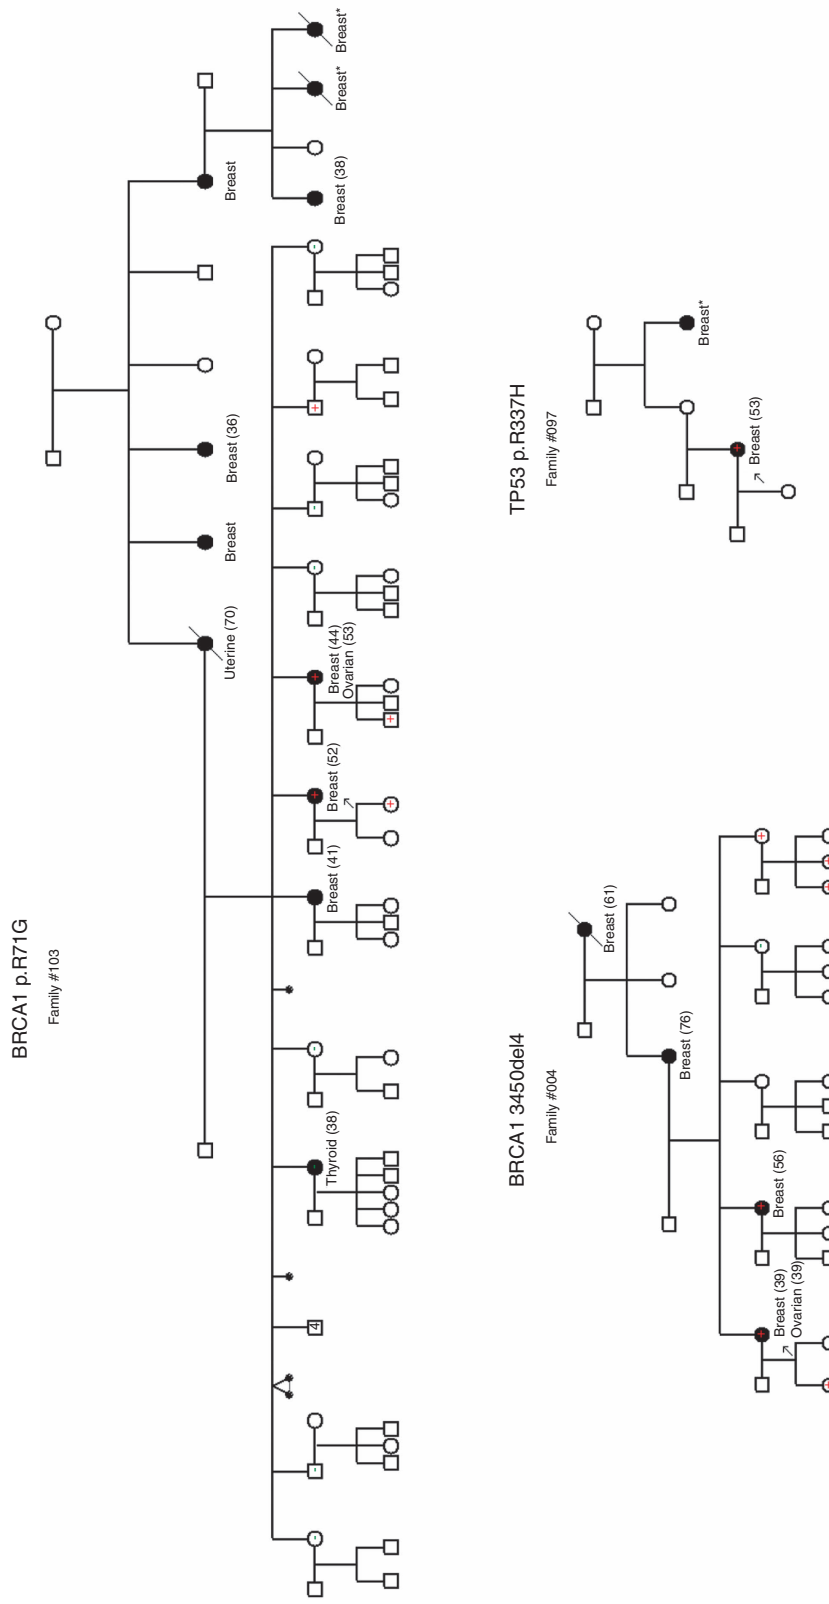 BRCA1 p.R71G
Family #103
Uterine (70)
Breast
Breast (36)
Breast
4
Thyroid (38)
Breast (41)
Breast (52)
Breast (44)
Ovarian (53)
Breast (38)
Breast*
Breast*
BRCA1 3450del4
Family #004
Breast (61)
Breast (76)
Breast (39)
Ovarian (39)
Breast (56)
TP53 p.R337H
Family #097
Breast*
Breast (53)